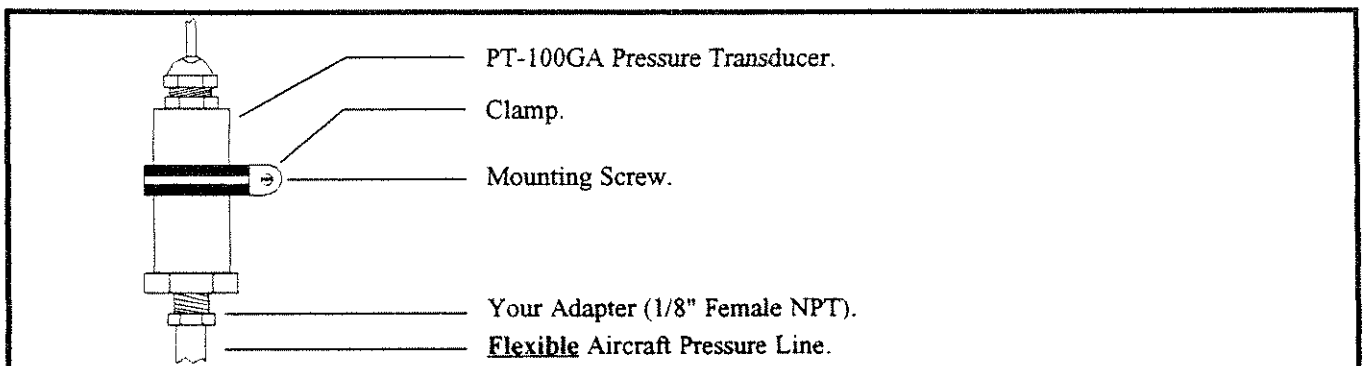 PT-100GA Pressure Transducer.
Clamp.
Mounting Screw.
Your Adapter (1/8" Female NPT).
Flexible Aircraft Pressure Line.